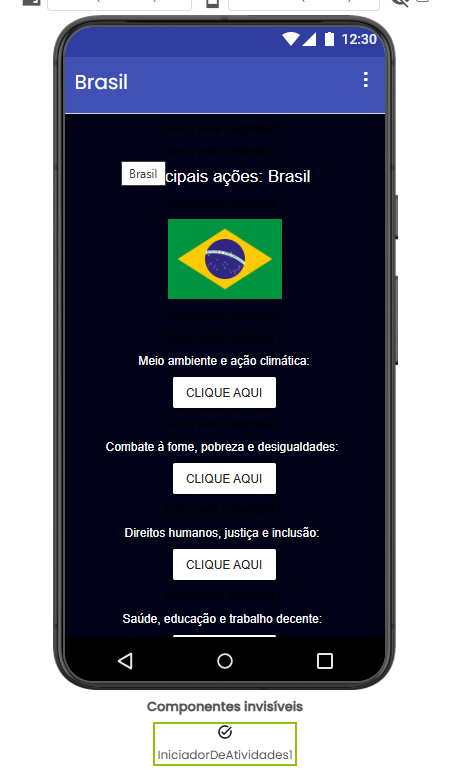 12:30
Brasil
Brasil
cipais ações: Brasil
Meio ambiente e ação climática:
CLIQUE AQUI
Combate à fome, pobreza e desigualdades:
CLIQUE AQUI
Direitos humanos, justiça e inclusão:
CLIQUE AQUI
Saúde, educação e trabalho decente:
Componentes invisíveis
IniciadorDeAtividades1